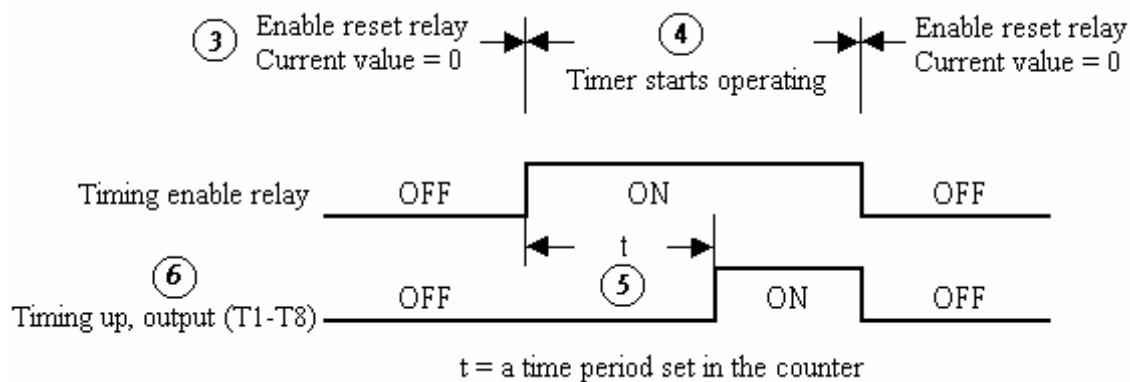 3 Enable reset relay
Current value = 0
4
Timer starts operating
Enable reset relay
Current value = 0
Timing enable relay OFF ON OFF
t
5
6
Timing up, output (T1-T8) OFF ON OFF
t = a time period set in the counter